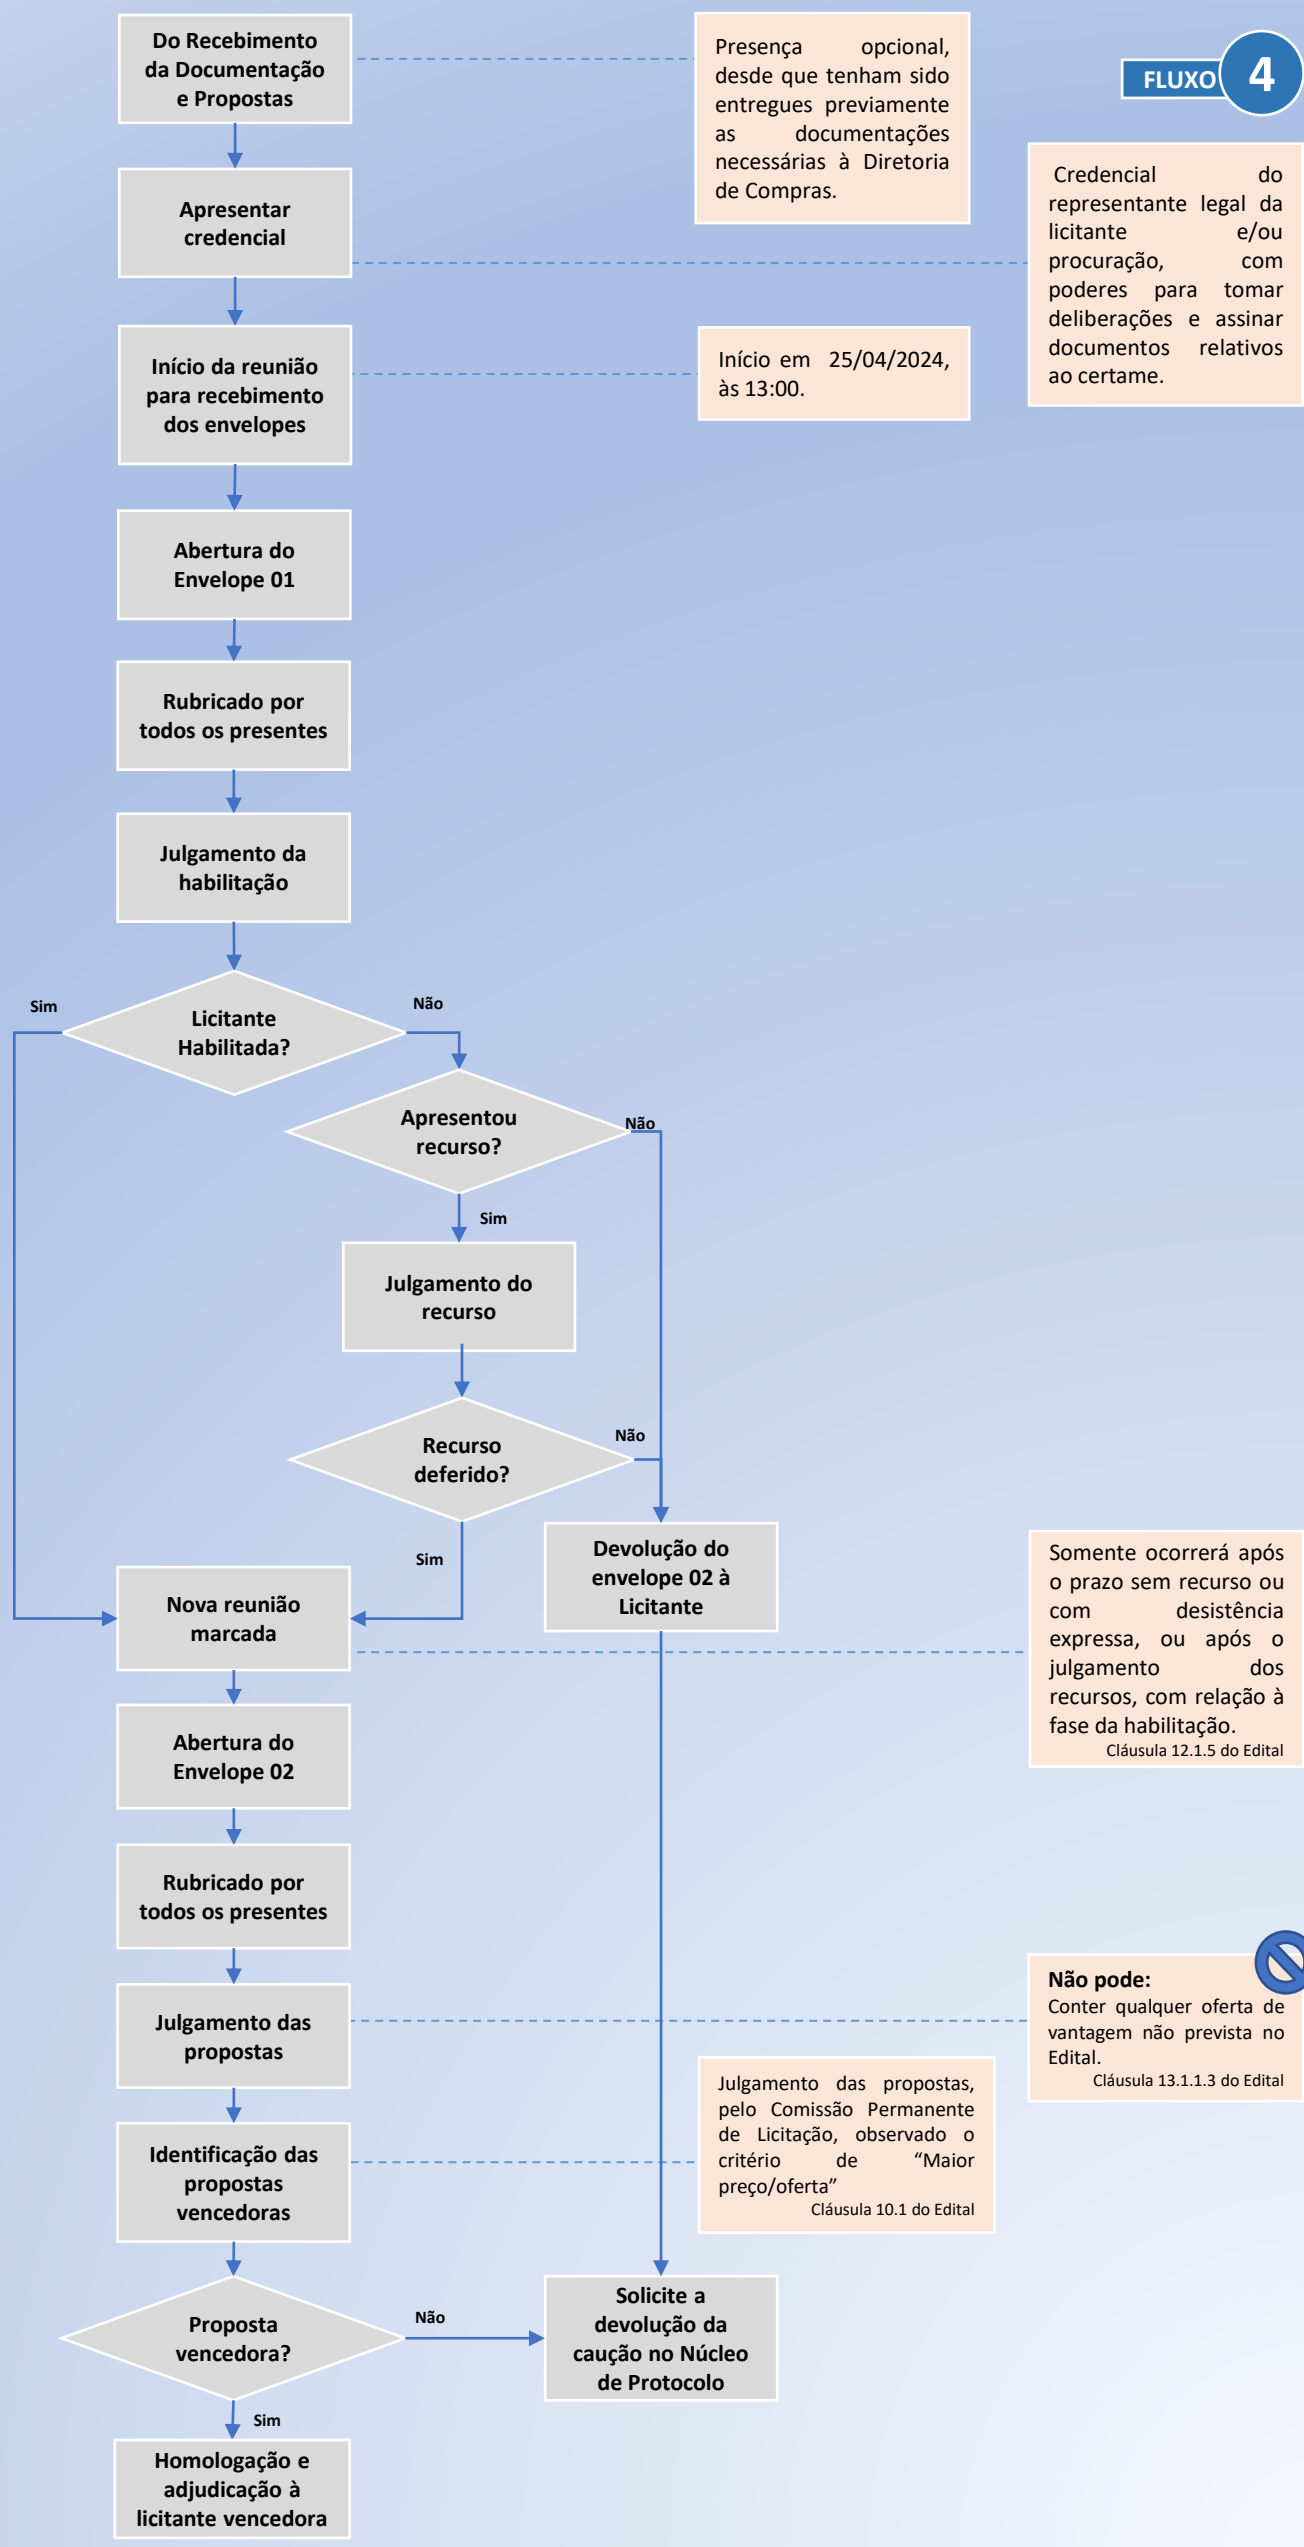 Do Recebimento
da Documentação
e Propostas
Presença opcional,
desde que tenham sido
entregues previamente
as documentações
necessárias à Diretoria
de Compras.
FLUXO 4
Apresentar
credencial
Credencial do
representante legal da
licitante e/ou
procuração, com
poderes para tomar
deliberações e assinar
documentos relativos
ao certame.
Início da reunião
para recebimento
dos envelopes
Início em 25/04/2024,
às 13:00.
Abertura do
Envelope 01
Rubricado por
todos os presentes
Julgamento da
habilitação
Sim
Licitante
Habilitada?
Não
Apresentou
recurso?
Não
Sim
Julgamento do
recurso
Recurso
deferido?
Não
Sim
Devolução do
envelope 02 à
Licitante
Nova reunião
marcada
Somente ocorrerá após
o prazo sem recurso ou
com desistência
expressa, ou após o
julgamento dos
recursos, com relação à
fase da habilitação.
Cláusula 12.1.5 do Edital
Abertura do
Envelope 02
Rubricado por
todos os presentes
Julgamento das
propostas
Não pode:
Conter qualquer oferta de
vantagem não prevista no
Edital.
Cláusula 13.1.1.3 do Edital
Identificação das
propostas
vencedoras
Julgamento das propostas,
pelo Comissão Permanente
de Licitação, observado o
critério de “Maior
preço/oferta”
Cláusula 10.1 do Edital
Proposta
vencedora?
Não
Solicite a
devolução da
caução no Núcleo
de Protocolo
Sim
Homologação e
adjudicação à
licitante vencedora